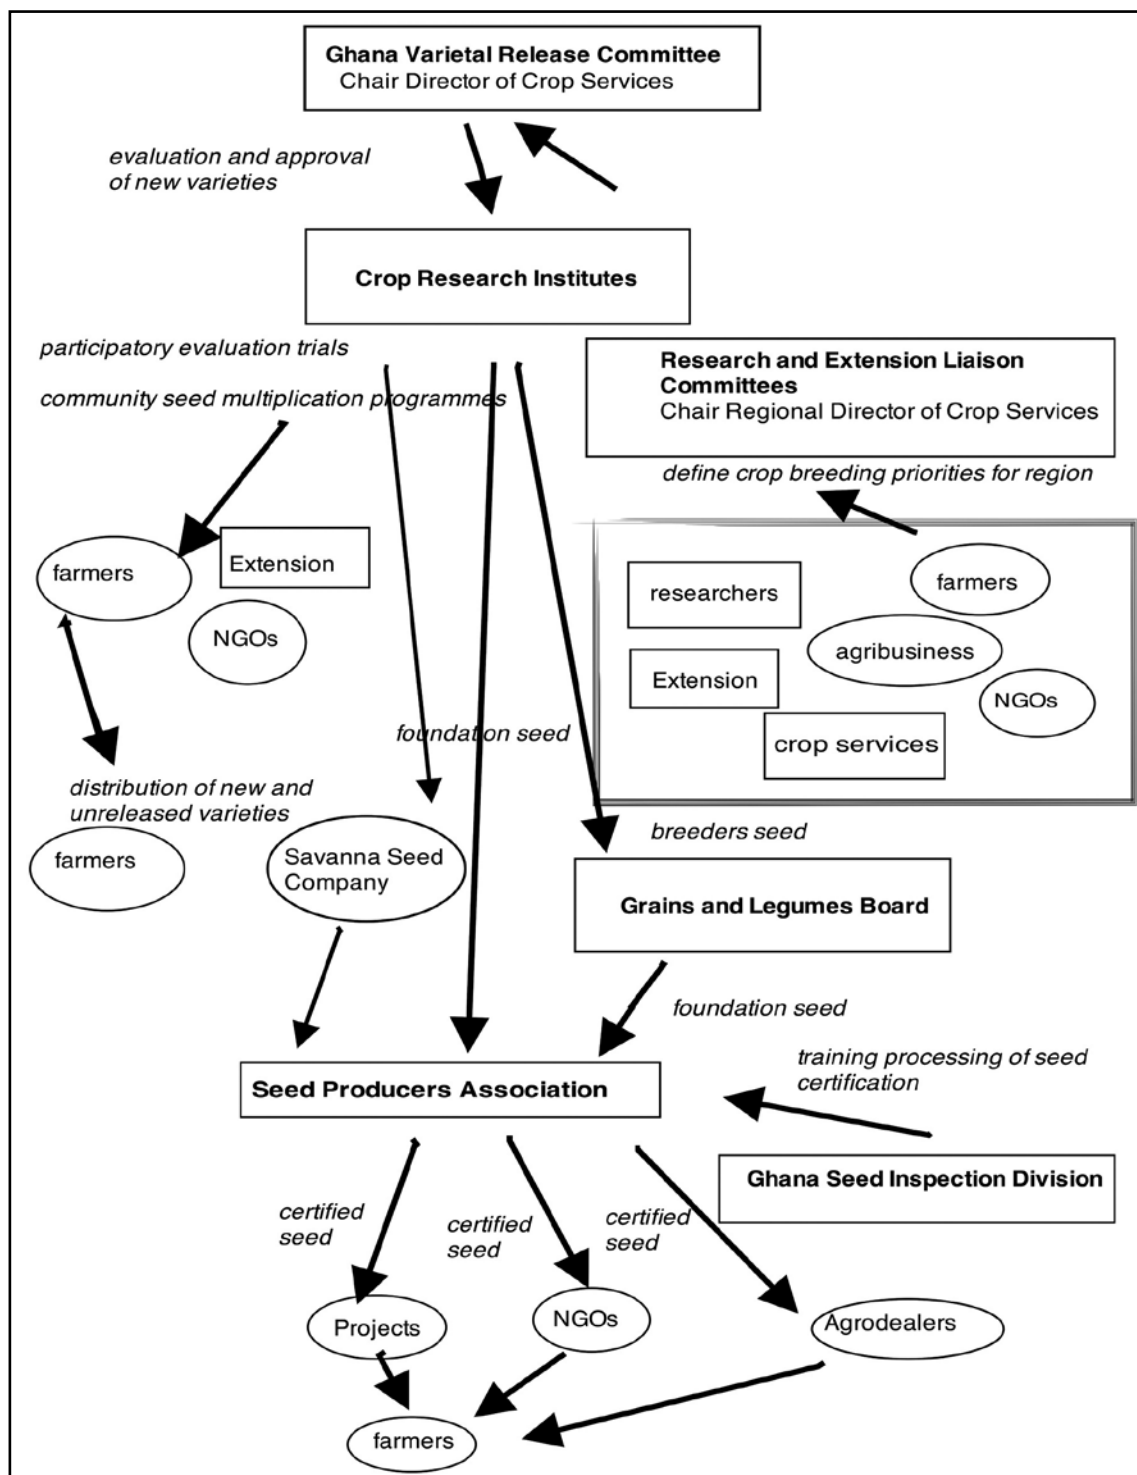 Ghana Varietal Release Committee
Chair Director of Crop Services
evaluation and approval
of new varieties
Crop Research Institutes
participatory evaluation trials
community seed multiplication programmes
Research and Extension Liaison
Committees
Chair Regional Director of Crop Services
define crop breeding priorities for region
farmers
Extension
NGOs
researchers
farmers
agribusiness
Extension
NGOs
crop services
foundation seed
distribution of new and
unreleased varieties
farmers
Savanna Seed
Company
breeders seed
Grains and Legumes Board
foundation seed
training processing of seed
certification
Seed Producers Association
Ghana Seed Inspection Division
certified
seed
certified
seed
certified
seed
Projects
NGOs
Agrodealers
farmers